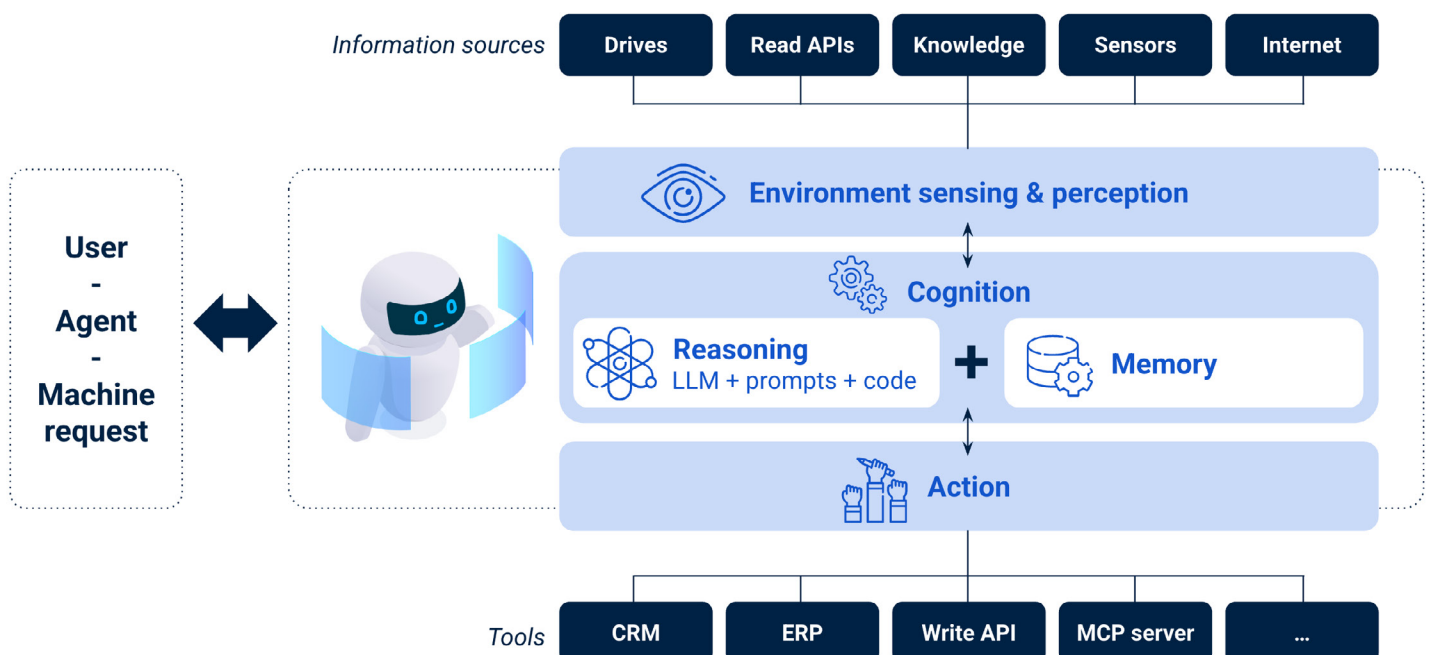 Information sources
Drives
Read APIs
Knowledge
Sensors
Internet
Environment sensing & perception
User
-
Agent
-
Machine
request
Cognition
Reasoning
LLM + prompts + code
+
Memory
Action
Tools
CRM
ERP
Write API
MCP server
...